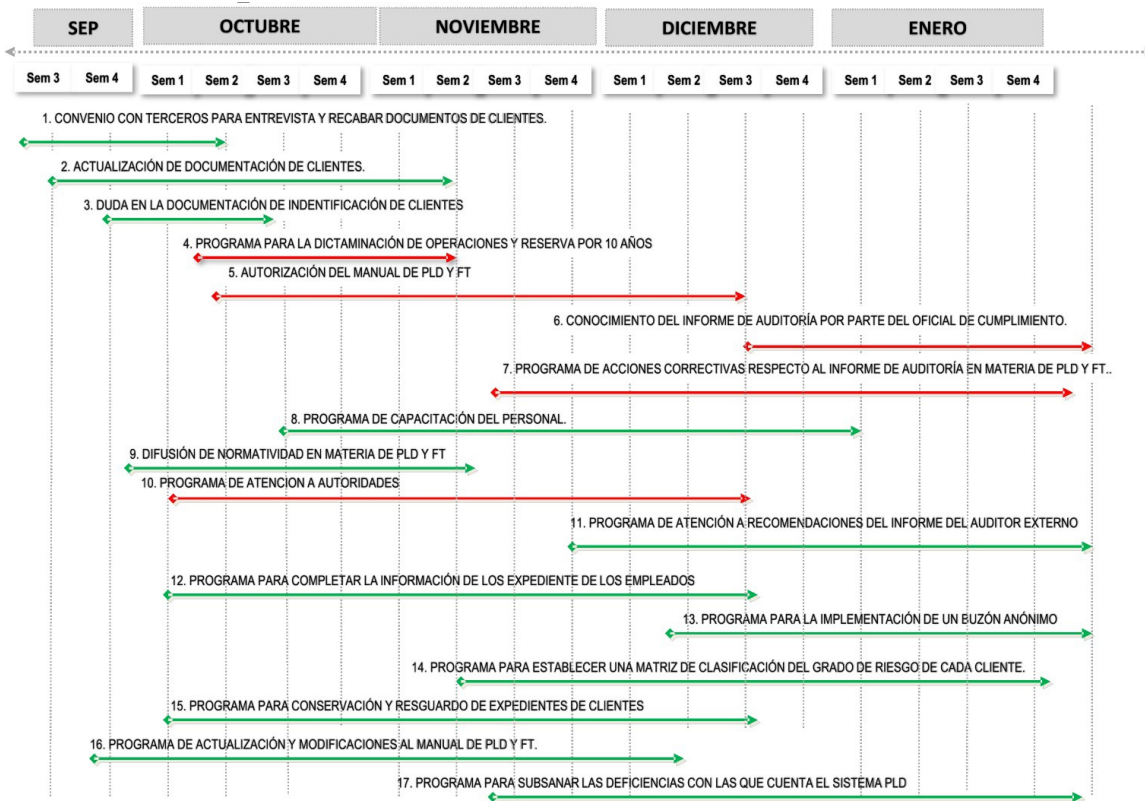 SEP OCTUBRE NOVIEMBRE DICIEMBRE ENERO
Sem 3 Sem 4 Sem 1 Sem 2 Sem 3 Sem 4 Sem 1 Sem 2 Sem 3 Sem 4 Sem 1 Sem 2 Sem 3 Sem 4 Sem 1 Sem 2 Sem 3 Sem 4
1. CONVENIO CON TERCEROS PARA ENTREVISTA Y RECABAR DOCUMENTOS DE CLIENTES.
2. ACTUALIZACIÓN DE DOCUMENTACIÓN DE CLIENTES.
3. DUDA EN LA DOCUMENTACIÓN DE INDENTIFICACIÓN DE CLIENTES
4. PROGRAMA PARA LA DICTAMINACIÓN DE OPERACIONES Y RESERVA POR 10 AÑOS
5. AUTORIZACIÓN DEL MANUAL DE PLD Y FT
6. CONOCIMIENTO DEL INFORME DE AUDITORÍA POR PARTE DEL OFICIAL DE CUMPLIMIENTO.
7. PROGRAMA DE ACCIONES CORRECTIVAS RESPECTO AL INFORME DE AUDITORÍA EN MATERIA DE PLD Y FT..
8. PROGRAMA DE CAPACITACIÓN DEL PERSONAL.
9. DIFUSIÓN DE NORMATIVIDAD EN MATERIA DE PLD Y FT
10. PROGRAMA DE ATENCION A AUTORIDADES
11. PROGRAMA DE ATENCIÓN A RECOMENDACIONES DEL INFORME DEL AUDITOR EXTERNO
12. PROGRAMA PARA COMPLETAR LA INFORMACIÓN DE LOS EXPEDIENTE DE LOS EMPLEADOS
13. PROGRAMA PARA LA IMPLEMENTACIÓN DE UN BUZÓN ANÓNIMO
14. PROGRAMA PARA ESTABLECER UNA MATRIZ DE CLASIFICACIÓN DEL GRADO DE RIESGO DE CADA CLIENTE.
15. PROGRAMA PARA CONSERVACIÓN Y RESGUARDO DE EXPEDIENTES DE CLIENTES
16. PROGRAMA DE ACTUALIZACIÓN Y MODIFICACIONES AL MANUAL DE PLD Y FT.
17. PROGRAMA PARA SUBSANAR LAS DEFICIENCIAS CON LAS QUE CUENTA EL SISTEMA PLD